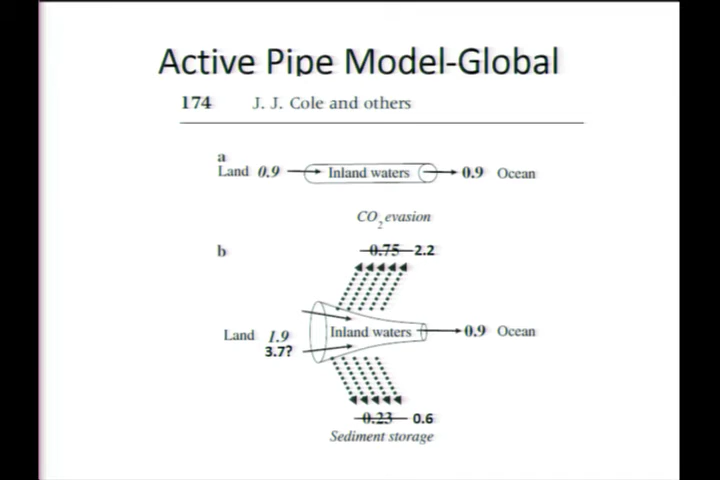 Active Pipe Model-Global
174 J. J. Cole and others
a
Land 0.9 Inland waters 0.9 Ocean
CO2 evasion
b 0.75 2.2
Land 1.9 Inland waters 0.9 Ocean
3.7?
0.23 0.6
Sediment storage